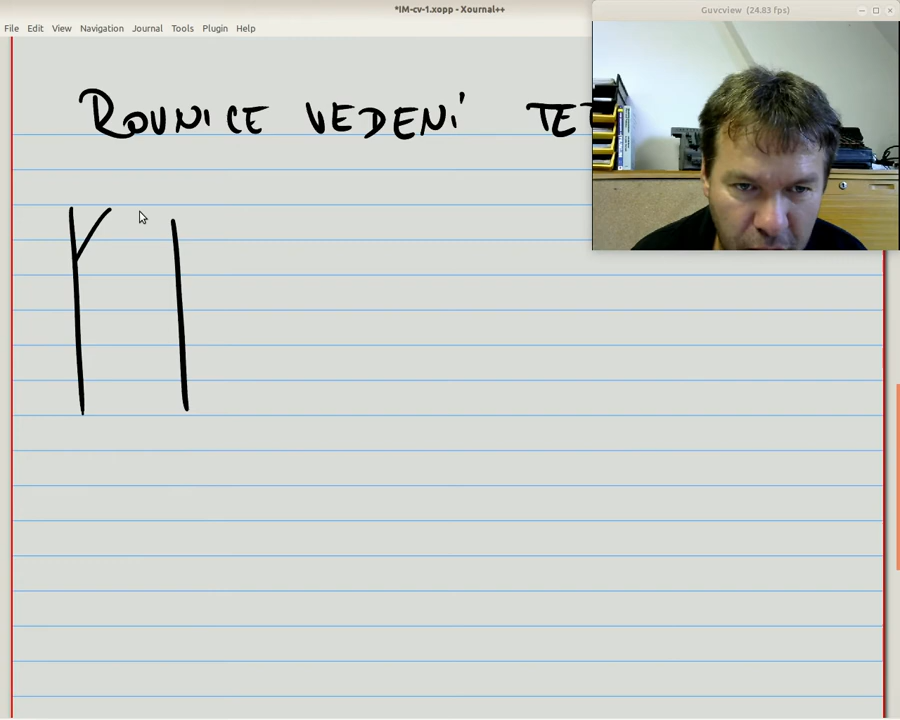 *IM-cv-1.xopp - Xournal++
Guvcview (24.83 fps)
File Edit View Navigation Journal Tools Plugin Help
ROVNICE VEDENÍ